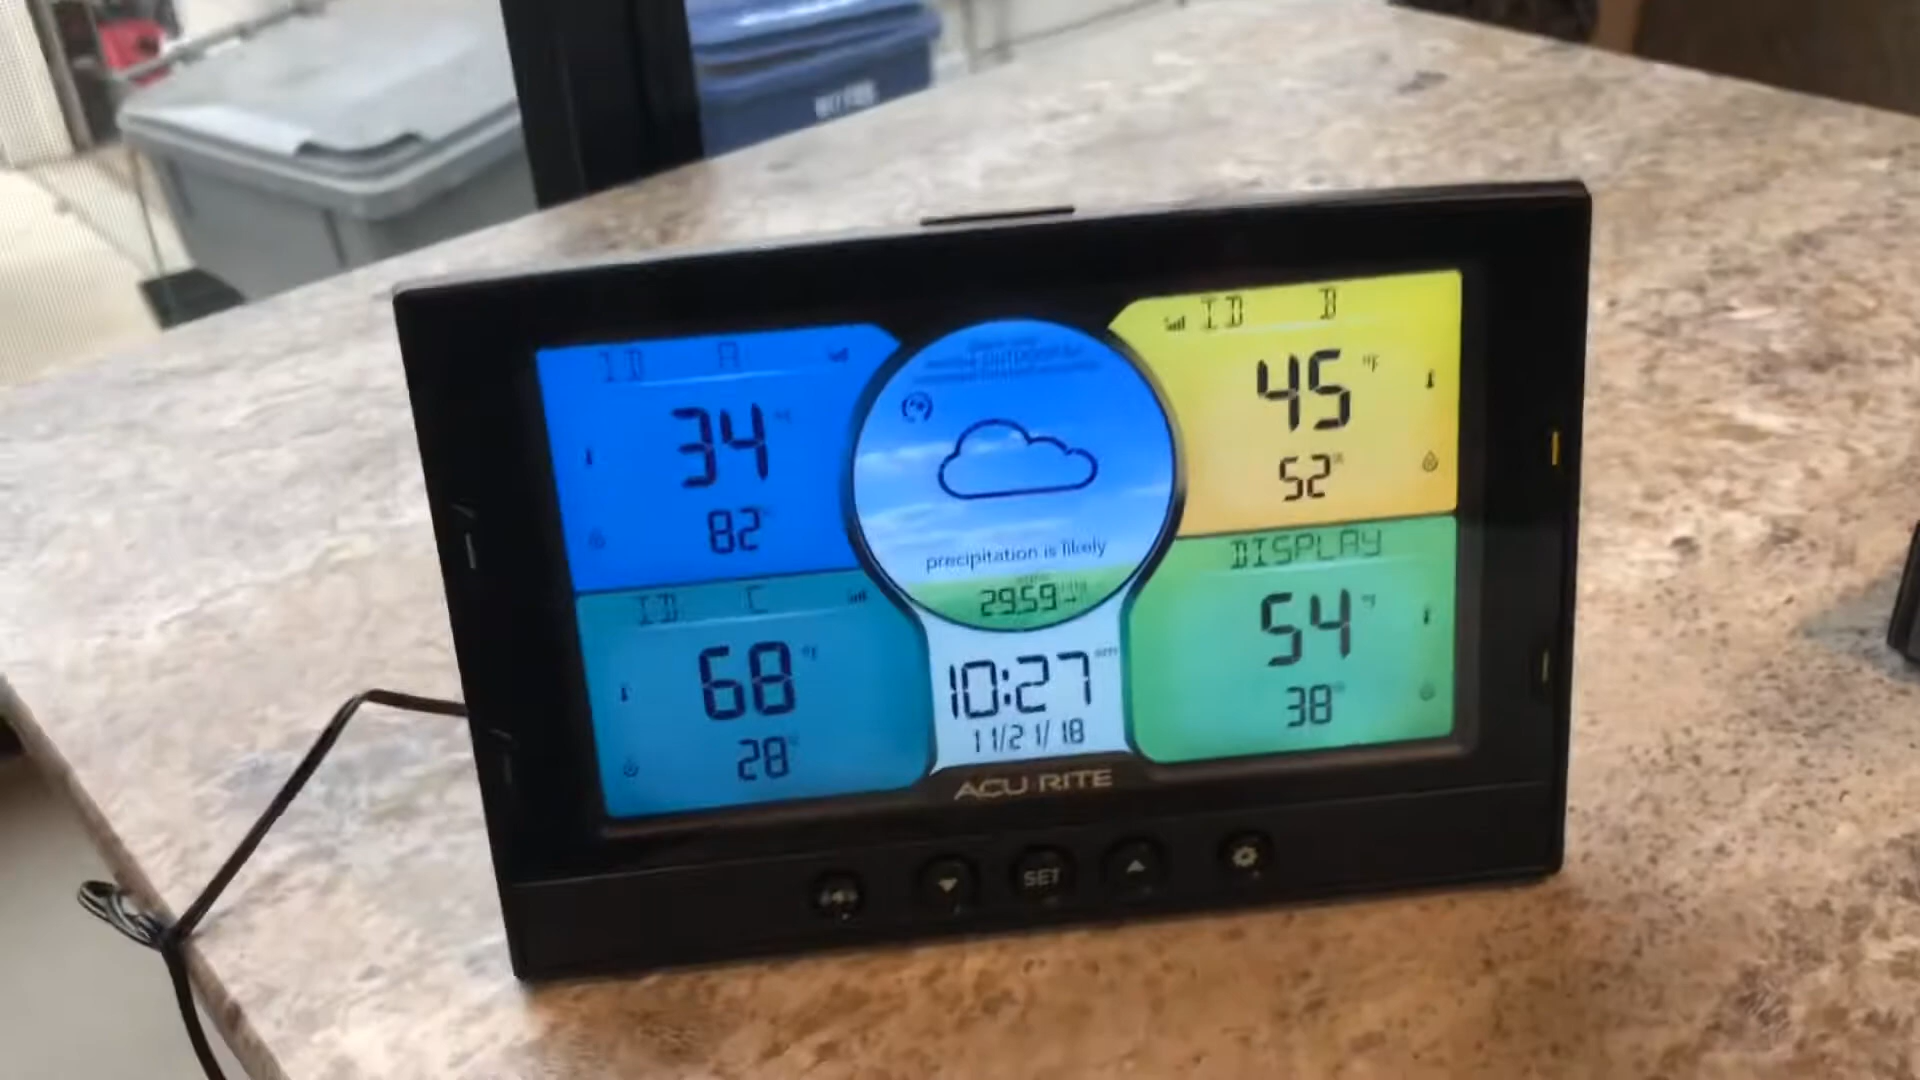 ID A
34 °F
82
ID B
45 °F
52
precipitation is likely
29.59
ID C
68 °F
28
DISPLAY
54 °F
38
10:27 am
11/21/18
ACU RITE
SET